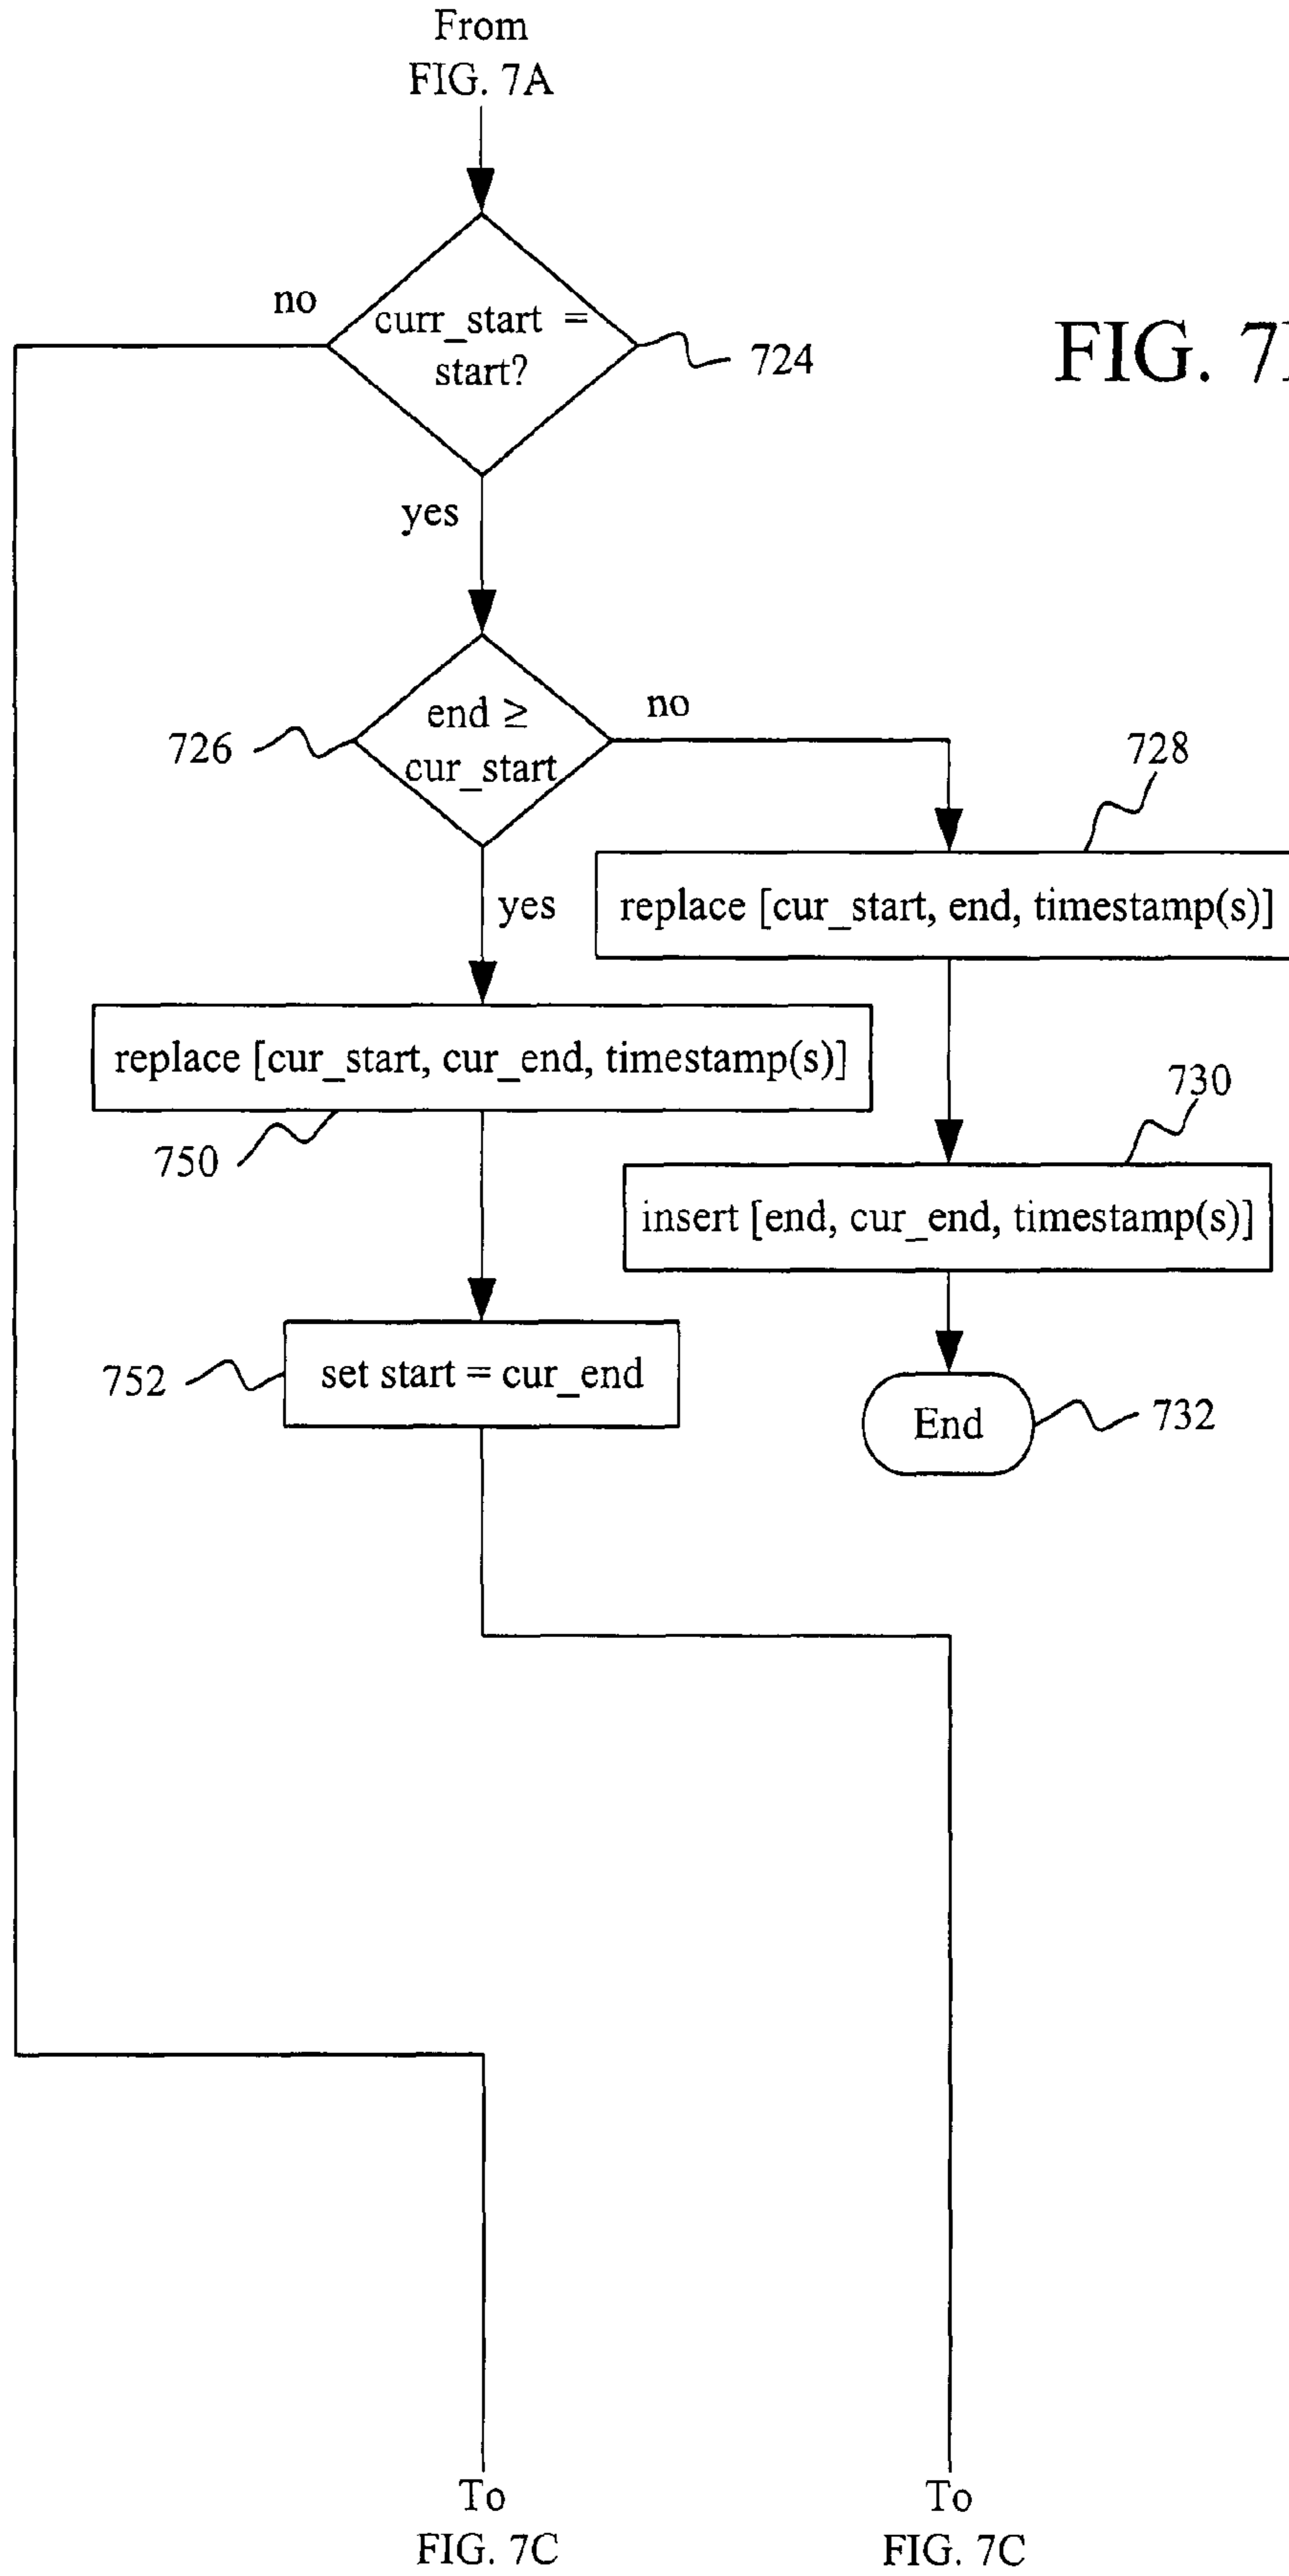 From
FIG. 7A
no
curr_start =
start?
724
FIG. 7
yes
end ≥
cur_start
no
726
728
yes
replace [cur_start, end, timestamp(s)]
replace [cur_start, cur_end, timestamp(s)]
730
750
insert [end, cur_end, timestamp(s)]
752
set start = cur_end
End
732
To
FIG. 7C
To
FIG. 7C